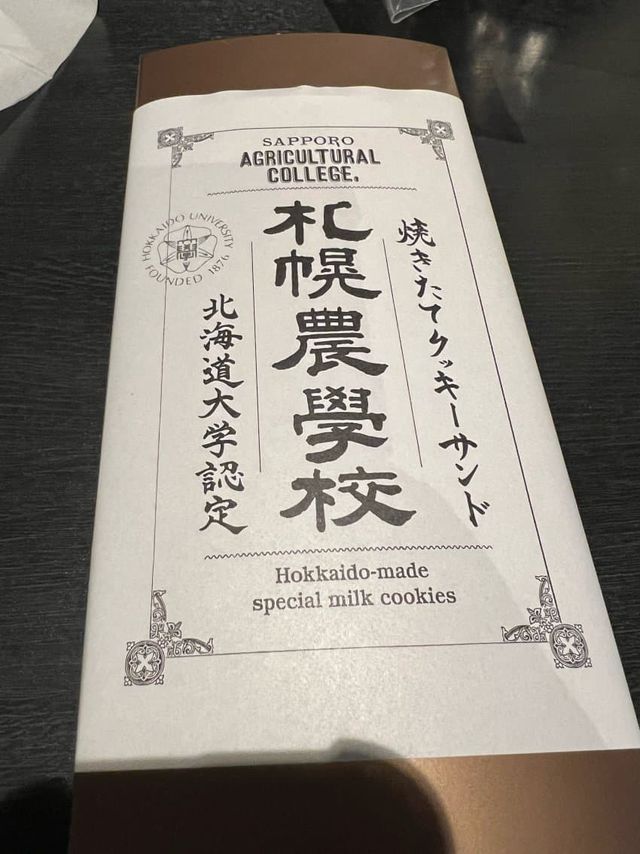 SAPPORO
AGRICULTURAL
COLLEGE.
焼きたてクッキーサンド
札幌農學校
HOKKAIDO UNIVERSITY
FOUNDED 1876
北海道大学認定
Hokkaido-made
special milk cookies